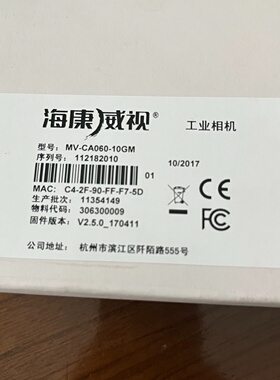 海康威视®
工业相机
型号: MV-CA060-10GM
序列号: 112182010
10/2017
01
MAC: C4-2F-90-FF-F7-5D
生产批次: 11354149
物料代码: 306300009
固件版本: V2.5.0_170411
CE FC
公司地址: 杭州市滨江区阡陌路555号